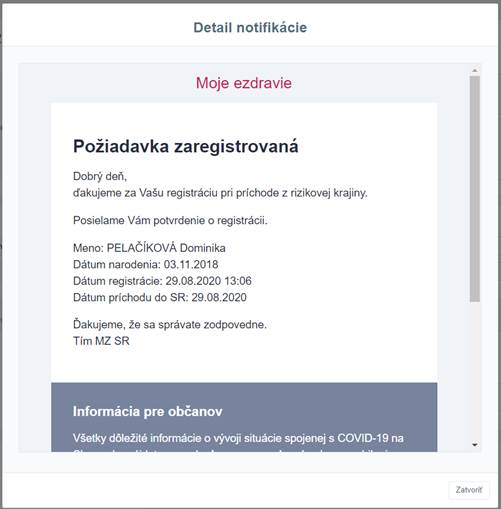 Detail notifikácie
Moje ezdravie
Požiadavka zaregistrovaná
Dobrý deň,
ďakujeme za Vašu registráciu pri príchode z rizikovej krajiny.
Posielame Vám potvrdenie o registrácii.
Meno: PELAČÍKOVÁ Dominika
Dátum narodenia: 03.11.2018
Dátum registrácie: 29.08.2020 13:06
Dátum príchodu do SR: 29.08.2020
Ďakujeme, že sa správate zodpovedne.
Tím MZ SR
Informácia pre občanov
Všetky dôležité informácie o vývoji situácie spojenej s COVID-19 na
Zatvoriť